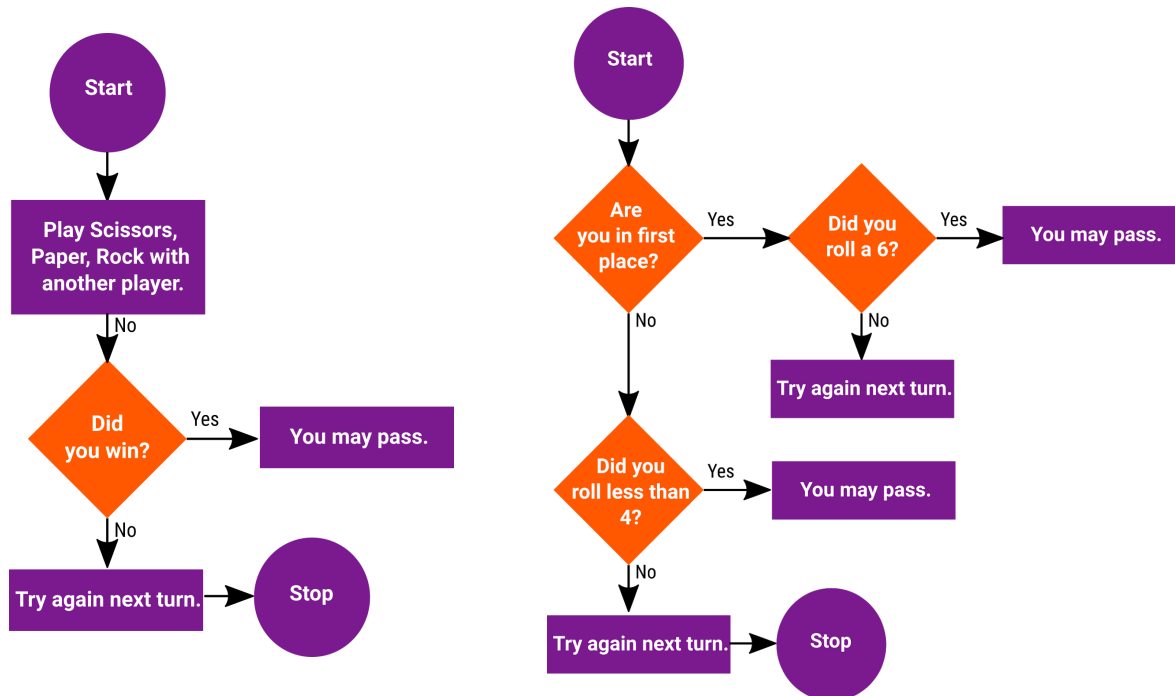 Start
Play Scissors,
Paper, Rock with
another player.
No
Did
you win?
Yes
You may pass.
No
Try again next turn.
Stop
Start
Are
you in first
place?
Yes
Did you
roll a 6?
Yes
You may pass.
No
No
Try again next turn.
Did you
roll less than
4?
Yes
You may pass.
No
Try again next turn.
Stop